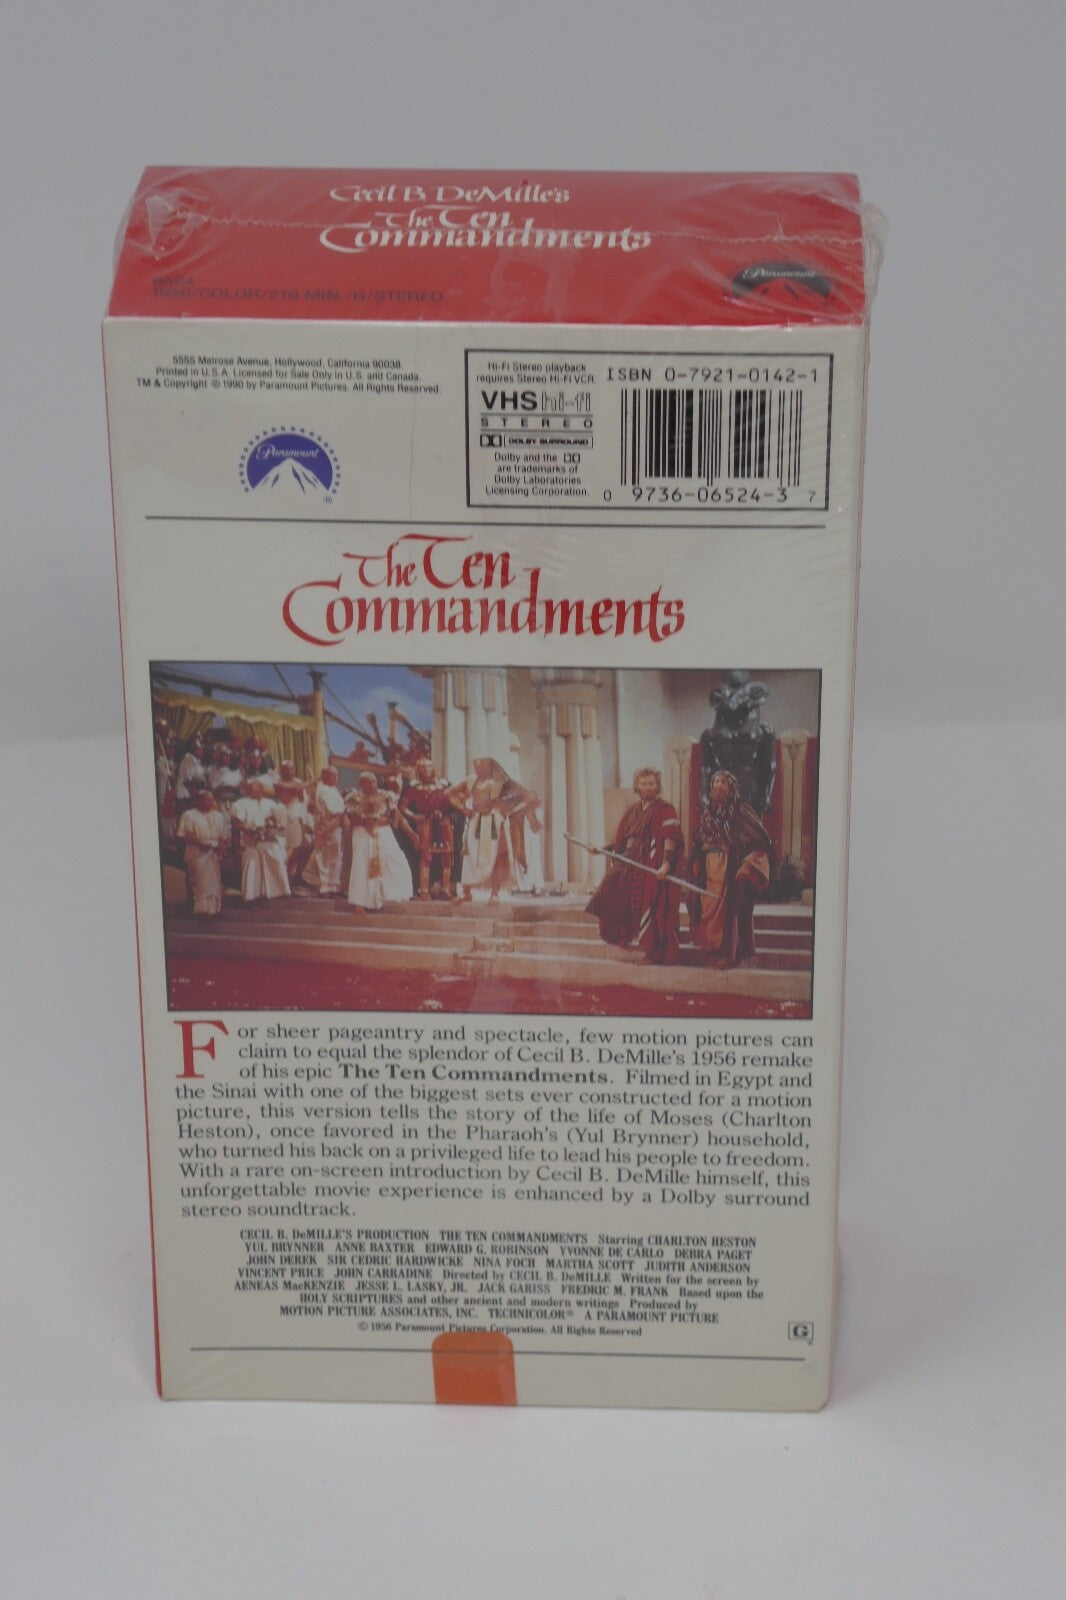 Cecil B. DeMille's
The Ten
Commandments
1956/COLOR/219 MIN./G/STEREO
Paramount
5555 Melrose Avenue, Hollywood, California 90038
Printed in U.S.A. Licensed for Sale Only in U.S. and Canada.
TM & Copyright © 1990 by Paramount Pictures. All Rights Reserved.
Paramount
®
Hi-Fi Stereo playback
requires Stereo Hi-Fi VCR
VHS hi-fi
STEREO
DOLBY SURROUND
Dolby and the
are trademarks of
Dolby Laboratories
Licensing Corporation.
ISBN 0-7921-0142-1
0 9736-06524-3 7
The Ten
Commandments
For sheer pageantry and spectacle, few motion pictures can
claim to equal the splendor of Cecil B. DeMille's 1956 remake
of his epic The Ten Commandments. Filmed in Egypt and
the Sinai with one of the biggest sets ever constructed for a motion
picture, this version tells the story of the life of Moses (Charlton
Heston), once favored in the Pharaoh's (Yul Brynner) household,
who turned his back on a privileged life to lead his people to freedom.
With a rare on-screen introduction by Cecil B. DeMille himself, this
unforgettable movie experience is enhanced by a Dolby surround
stereo soundtrack.
CECIL B. DeMILLE'S PRODUCTION THE TEN COMMANDMENTS Starring CHARLTON HESTON
YUL BRYNNER ANNE BAXTER EDWARD G. ROBINSON YVONNE DE CARLO DEBRA PAGET
JOHN DEREK SIR CEDRIC HARDWICKE NINA FOCH MARTHA SCOTT JUDITH ANDERSON
VINCENT PRICE JOHN CARRADINE Directed by CECIL B. DeMILLE Written for the screen by
AENEAS MacKENZIE JESSE L. LASKY, JR. JACK GARISS FREDRIC M. FRANK Based upon the
HOLY SCRIPTURES and other ancient and modern writings Produced by
MOTION PICTURE ASSOCIATES, INC. TECHNICOLOR® A PARAMOUNT PICTURE
© 1956 Paramount Pictures Corporation. All Rights Reserved
G